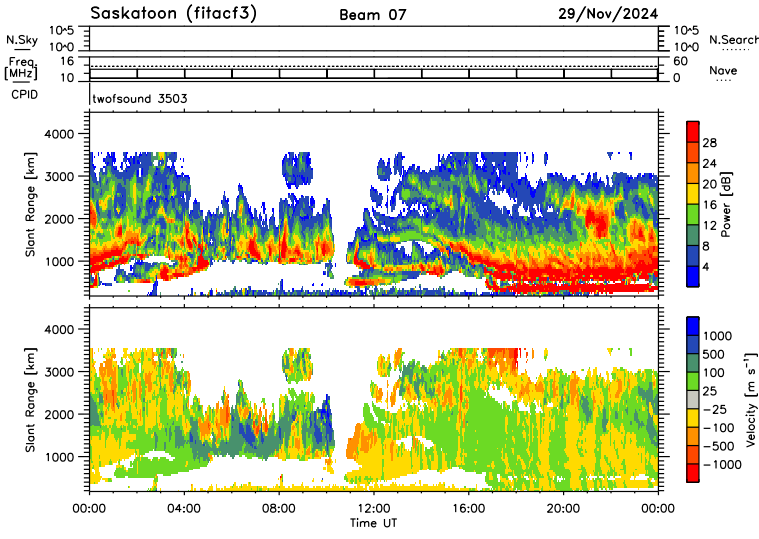 Saskatoon (fitacf3) Beam 07 29/Nov/2024
N.Sky 10^5 10^5 N.Search
10^0 10^0
Freq. 16 60 Nave
[MHz] 10 0
CPID twofsound 3503
Slant Range [km] 4000 3000 2000 1000
28 24 20 16 12 8 4 Power [dB]
Slant Range [km] 4000 3000 2000 1000
1000 500 100 25 -25 -100 -500 -1000 Velocity [m s⁻¹]
00:00 04:00 08:00 12:00 16:00 20:00 00:00
Time UT